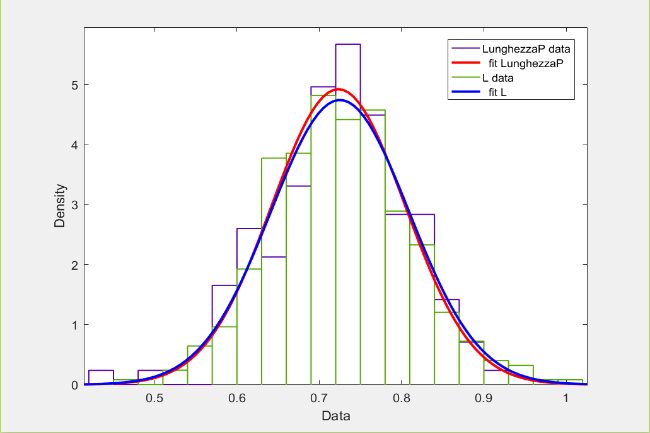 LunghezzaP data
fit LunghezzaP
L data
fit L
5
4
3
2
1
0
Density
0.5 0.6 0.7 0.8 0.9 1
Data